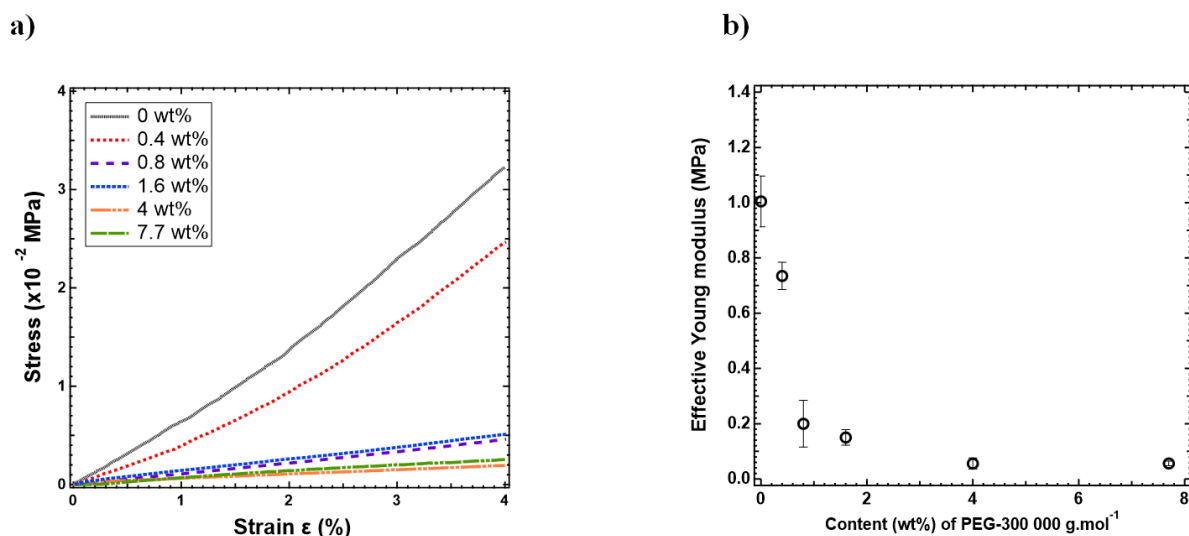 a)
b)
4
3
2
1
0
Stress (x10 -2 MPa)
0 wt%
0.4 wt%
0.8 wt%
1.6 wt%
4 wt%
7.7 wt%
0 1 2 3 4
Strain ε (%)
1.4
1.2
1.0
0.8
0.6
0.4
0.2
0.0
Effective Young modulus (MPa)
0 2 4 6 8
Content (wt%) of PEG-300 000 g.mol-1